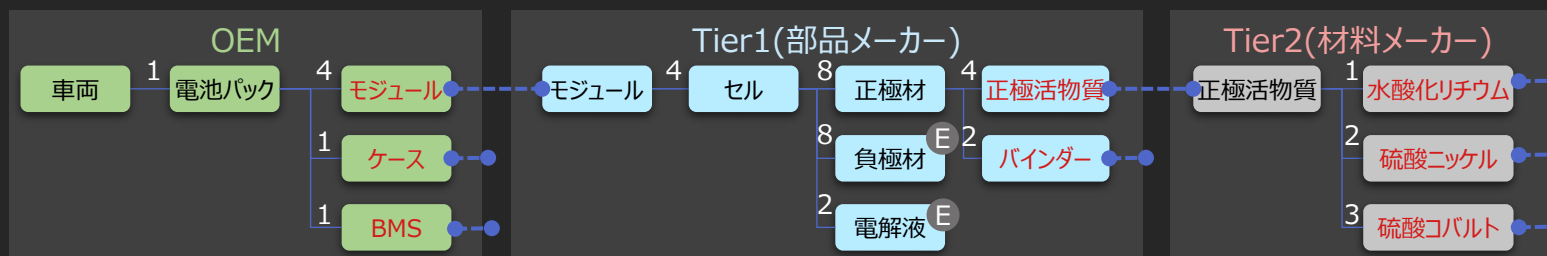 OEM
Tier1(部品メーカー)
Tier2(材料メーカー)
車両
1
電池パック
4
モジュール
モジュール
4
セル
8
正極材
4
正極活物質
正極活物質
1
水酸化リチウム
1
ケース
8
負極材
E
2
バインダー
2
硫酸ニッケル
1
BMS
2
電解液
E
3
硫酸コバルト